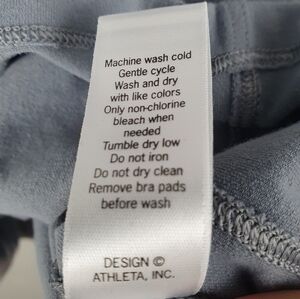 Machine wash cold
Gentle cycle
Wash and dry
with like colors
Only non-chlorine
bleach when
needed
Tumble dry low
Do not iron
Do not dry clean
Remove bra pads
before wash
DESIGN ©
ATHLETA, INC.